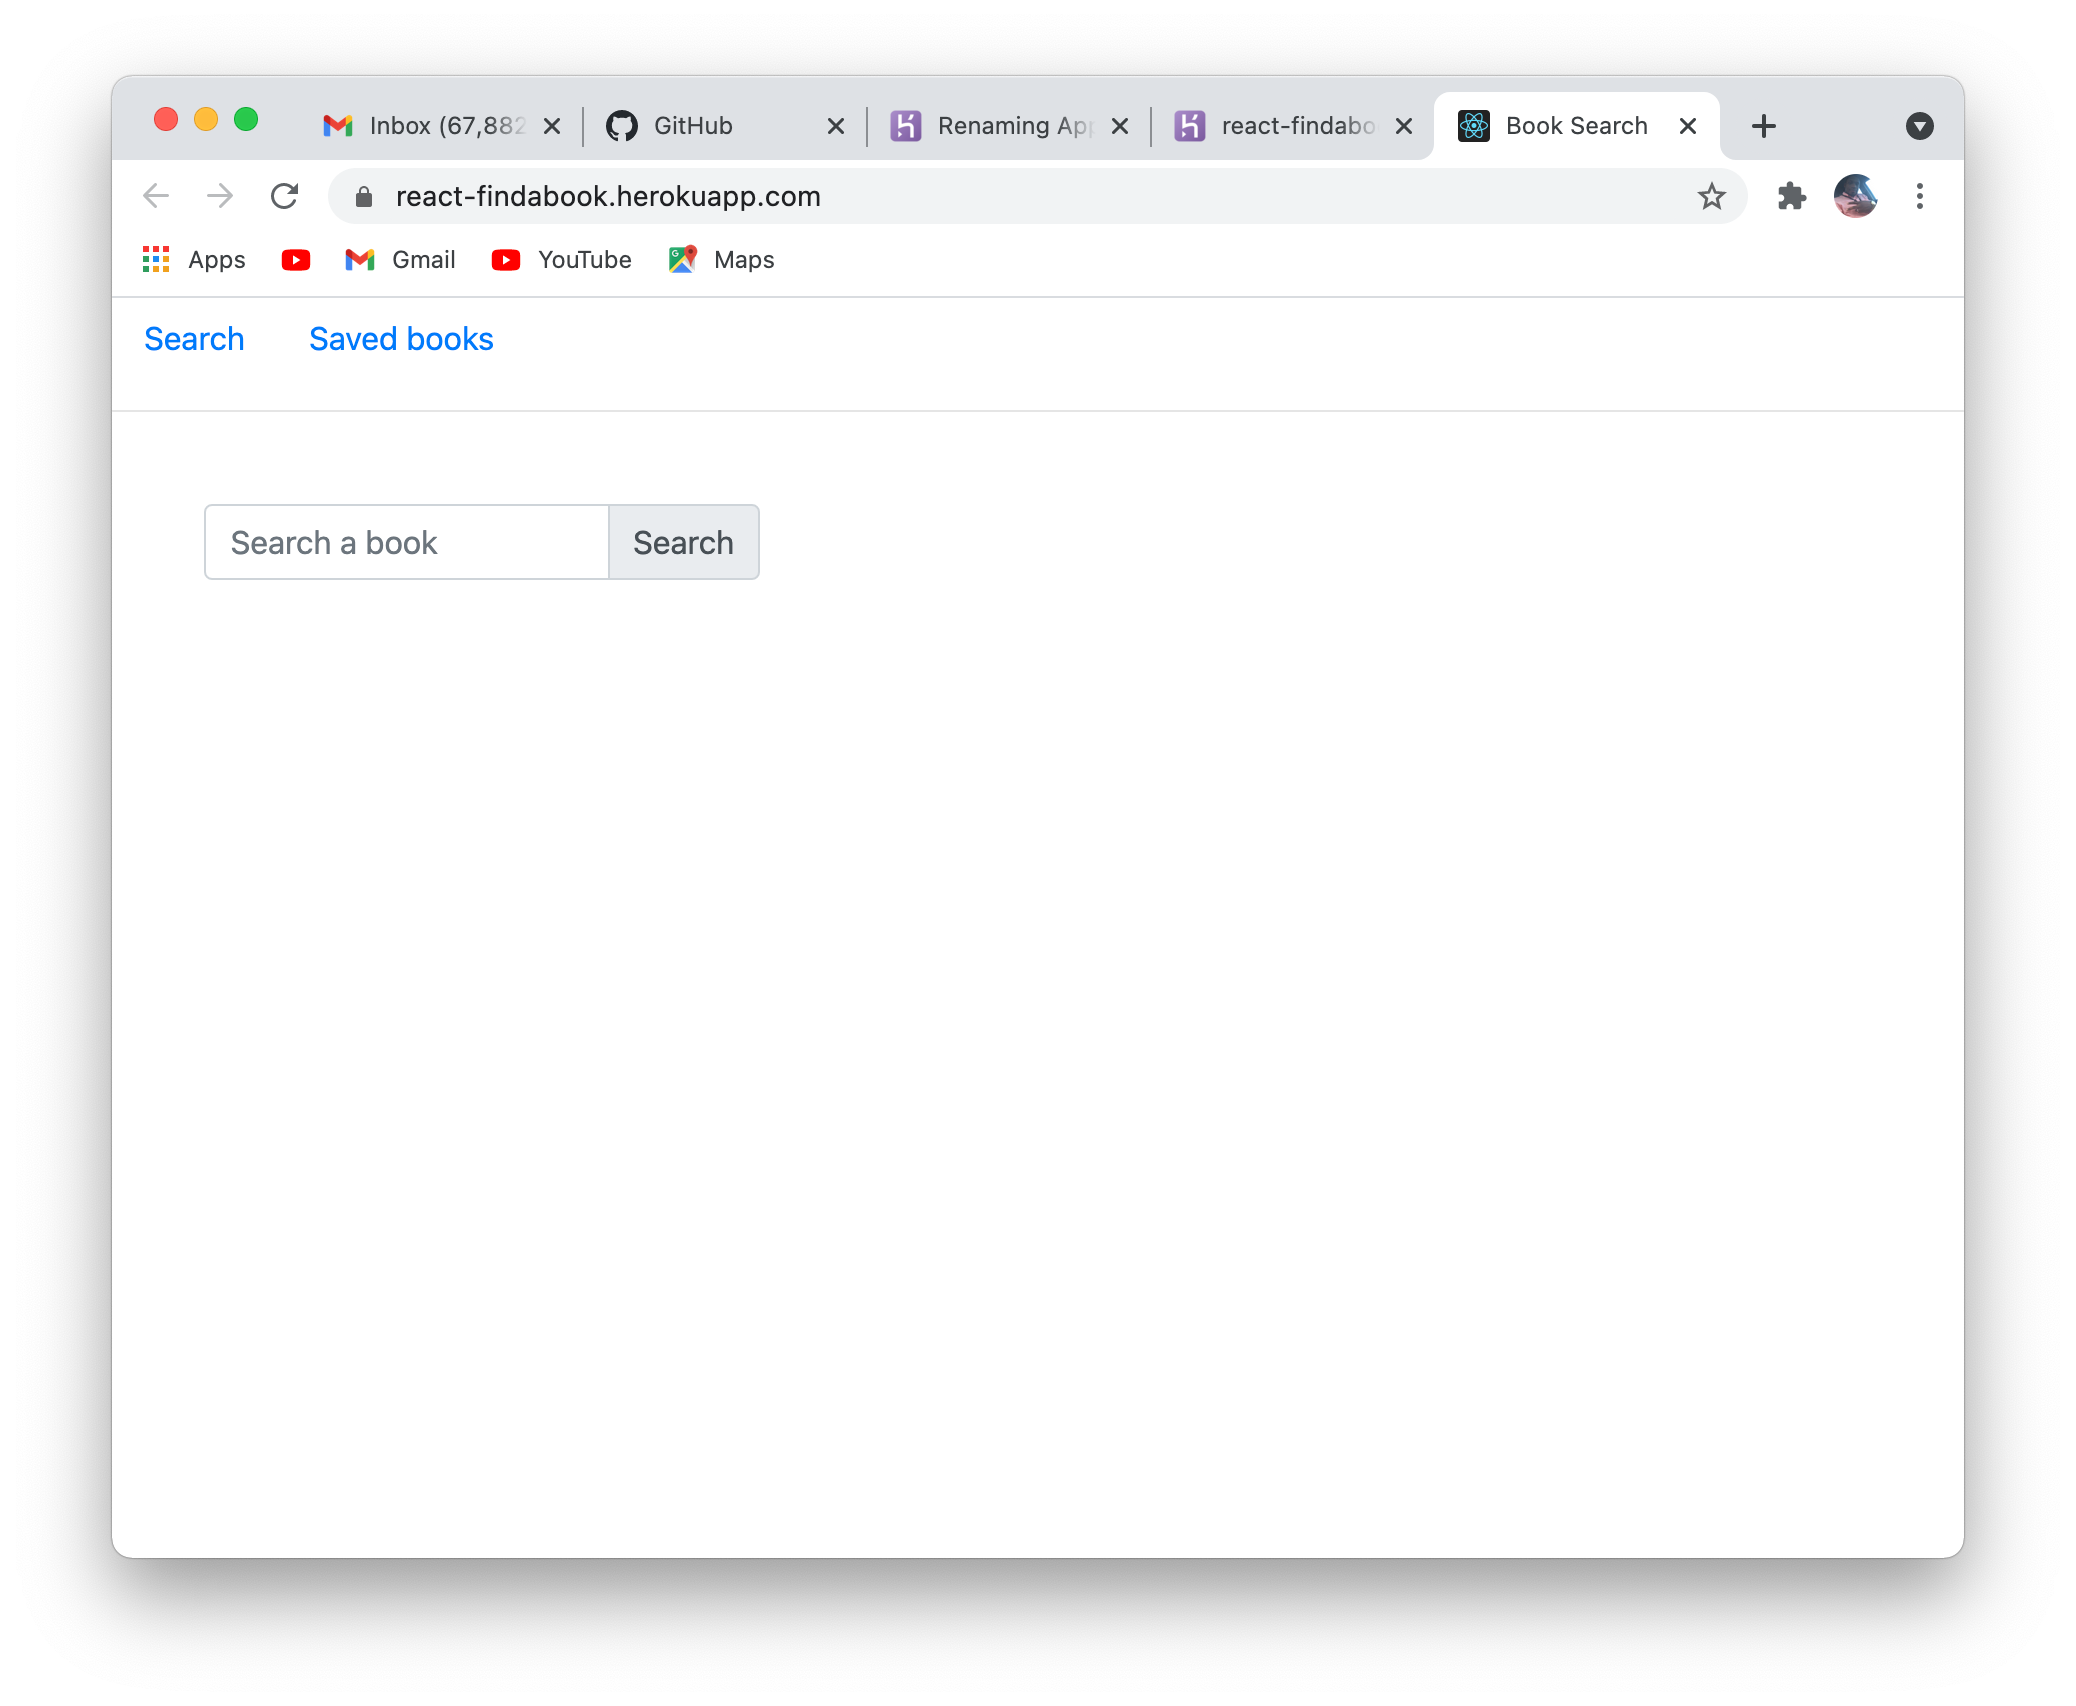 Inbox (67,882
GitHub
Renaming App
react-findabo
Book Search
react-findabook.herokuapp.com
Apps
Gmail
YouTube
Maps
Search
Saved books
Search a book
Search